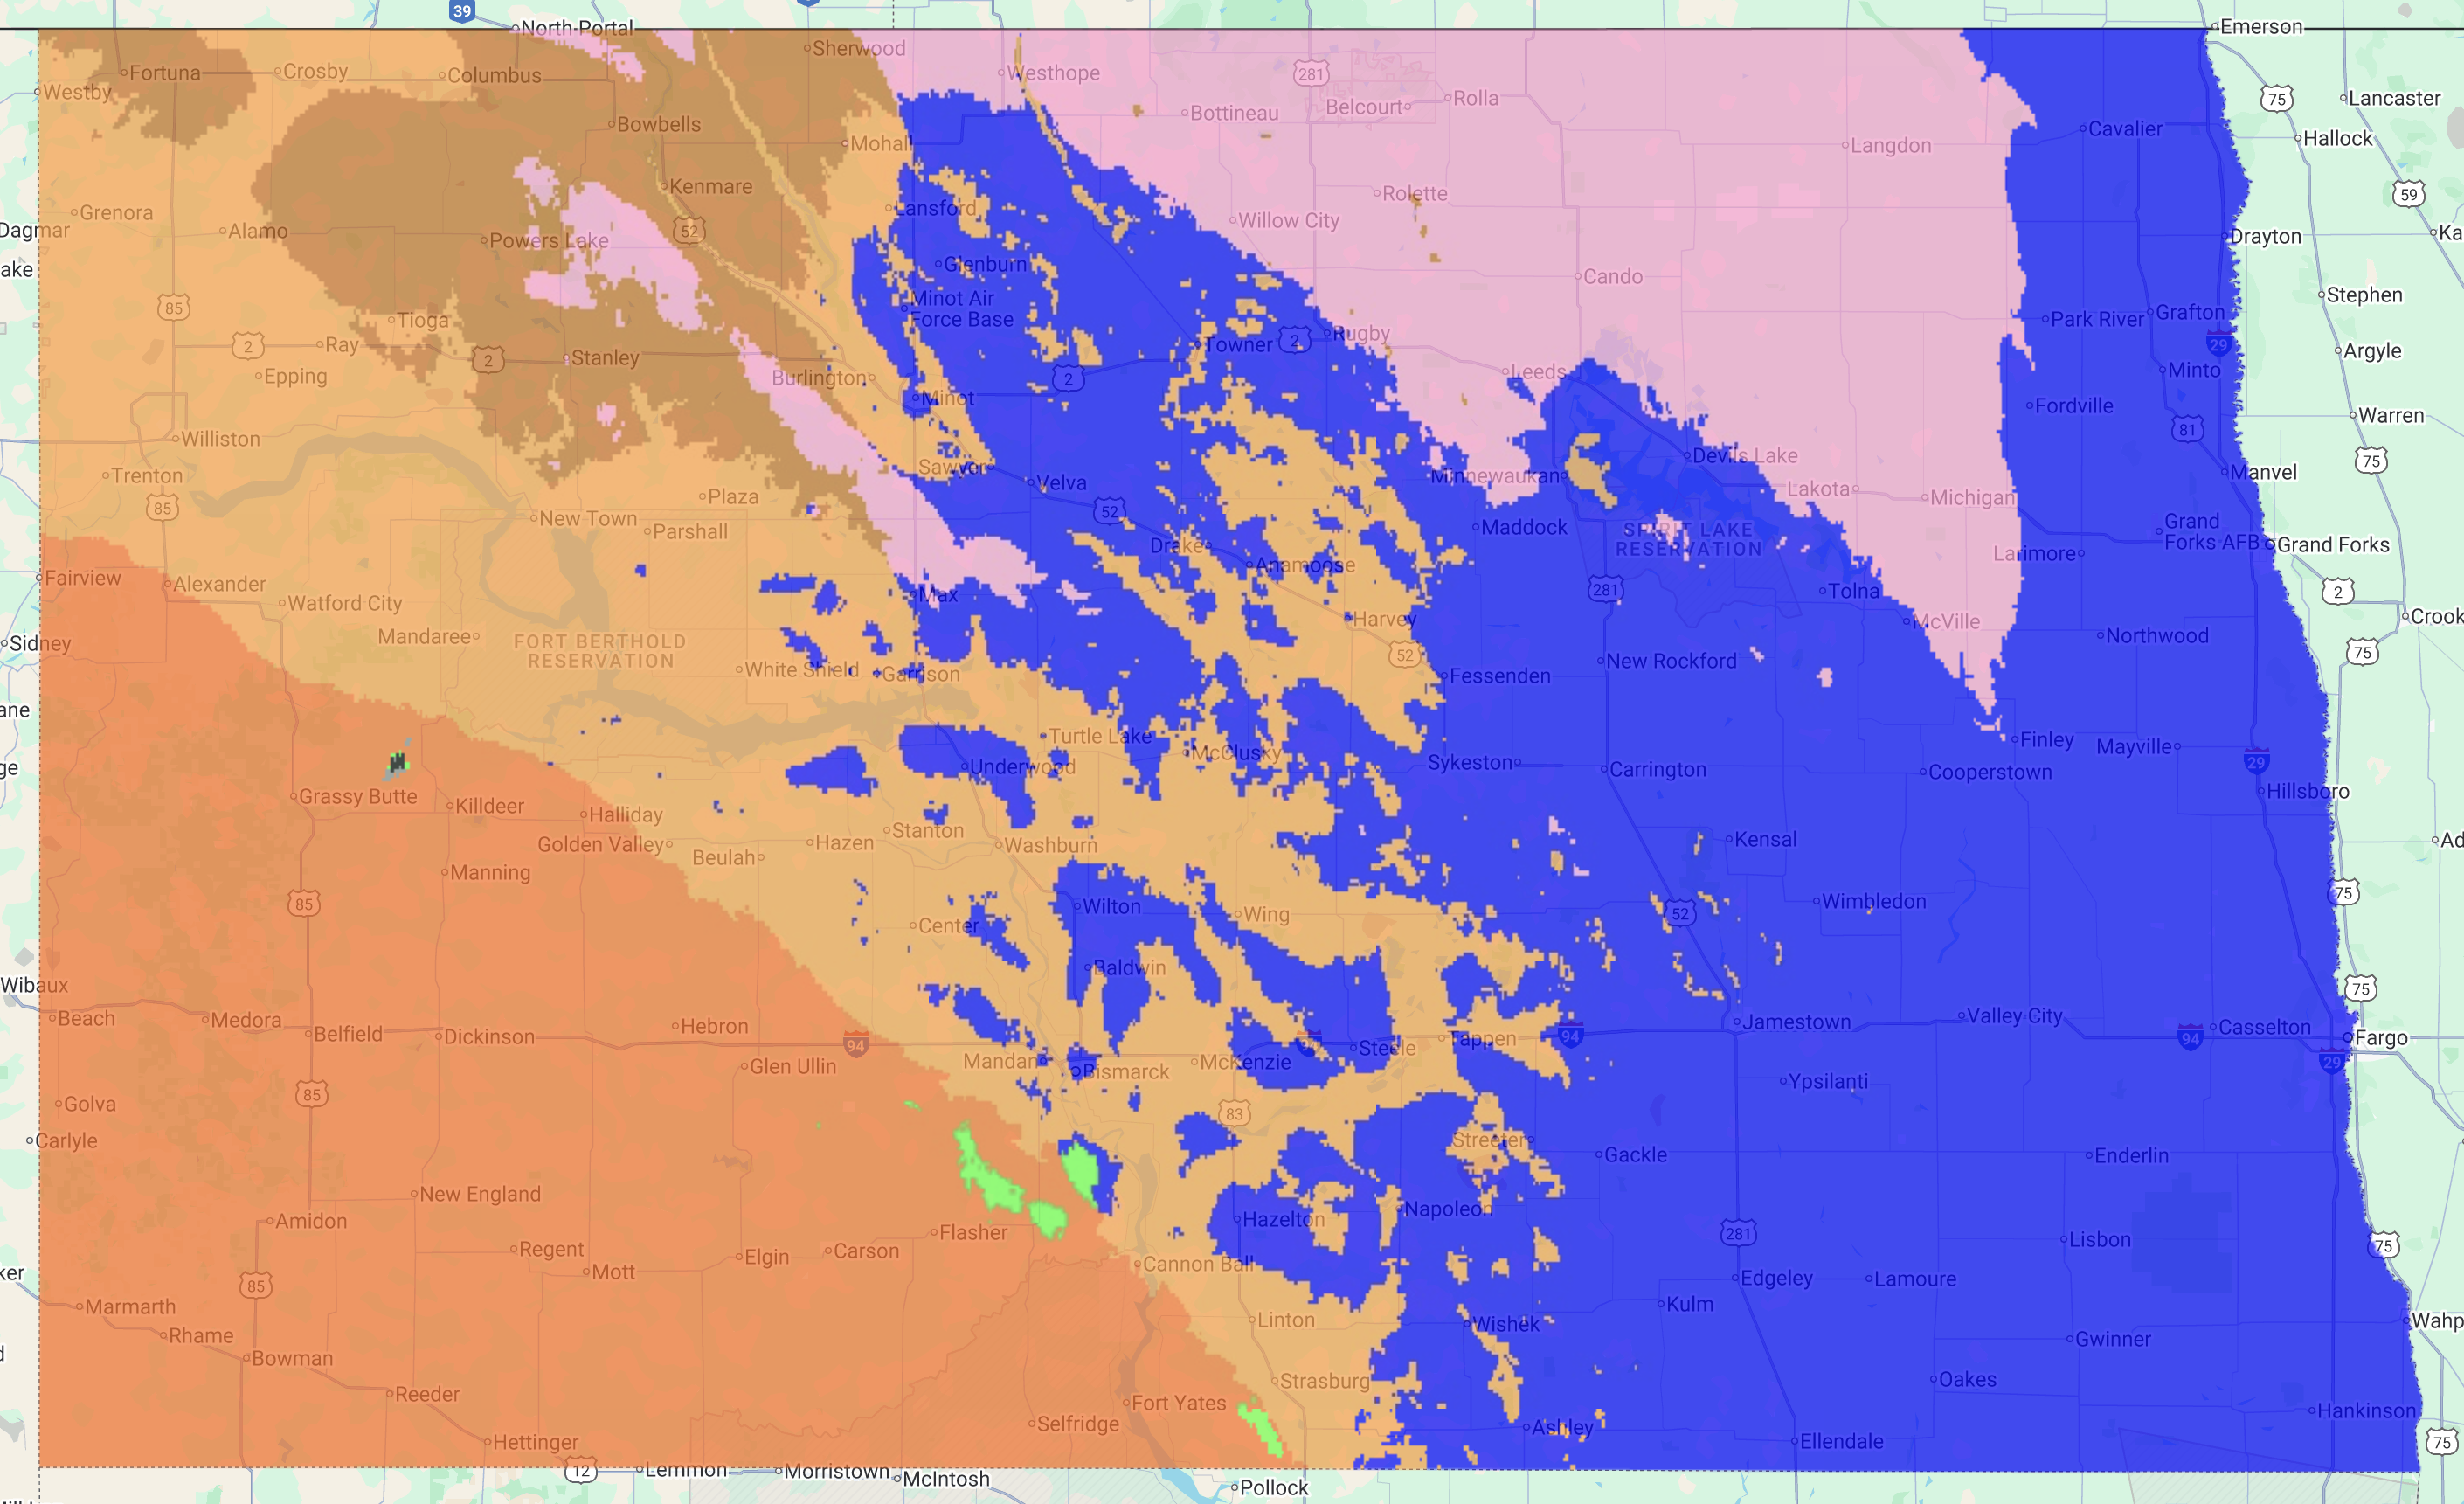 39
North Portal
Emerson
Sherwood
Fortuna
Crosby
Columbus
Westhope
281
Westby
75
Lancaster
Bottineau
Belcourt
Rolla
Bowbells
Cavalier
Hallock
Mohall
Langdon
Kenmare
Rolette
59
Grenora
Lansford
Willow City
Dagmar
Alamo
52
Powers Lake
Drayton
Ka
ake
Glenburn
Cando
Minot Air
Force Base
85
Stephen
Tioga
Park River
Grafton
2
Ray
2
Stanley
Towner
2
Rugby
29
Argyle
Epping
Burlington
2
Leeds
Minto
Minot
Fordville
Warren
Williston
81
75
Trenton
Sawyer
Velva
Minnewaukan
Devils Lake
Lakota
Michigan
Manvel
85
Plaza
52
New Town
Parshall
Maddock
SPIRIT LAKE
RESERVATION
Grand
Forks AFB
Grand Forks
Drake
Anamoose
Larimore
Fairview
Alexander
Watford City
Max
281
Tolna
2
Crook
Mandaree
FORT BERTHOLD
RESERVATION
Harvey
McVille
Sidney
Northwood
White Shield
Garrison
52
Fessenden
New Rockford
75
ane
Turtle Lake
McClusky
Finley
Mayville
ge
Underwood
Sykeston
Carrington
Cooperstown
29
Grassy Butte
Killdeer
Hillsboro
Halliday
Stanton
Golden Valley
Beulah
Hazen
Washburn
Kensal
Ad
Manning
85
Wilton
Wing
52
Wimbledon
75
Center
Baldwin
Wibaux
75
Beach
Medora
Belfield
Dickinson
Hebron
94
Glen Ullin
Mandan
Bismarck
McKenzie
Steele
Tappen
94
Jamestown
Valley City
94
Casselton
Fargo
29
85
Ypsilanti
Golva
83
Carlyle
Streeter
Gackle
Enderlin
New England
Amidon
Flasher
Hazelton
Napoleon
281
Lisbon
75
Regent
Elgin
Carson
Mott
Cannon Ball
ker
85
Edgeley
Lamoure
Marmarth
Kulm
Rhame
Linton
Wishek
Gwinner
Wahp
Bowman
Reeder
Strasburg
Oakes
Fort Yates
Selfridge
Hankinson
Hettinger
Ashley
Ellendale
75
12
Lemmon
Morristown
McIntosh
Pollock